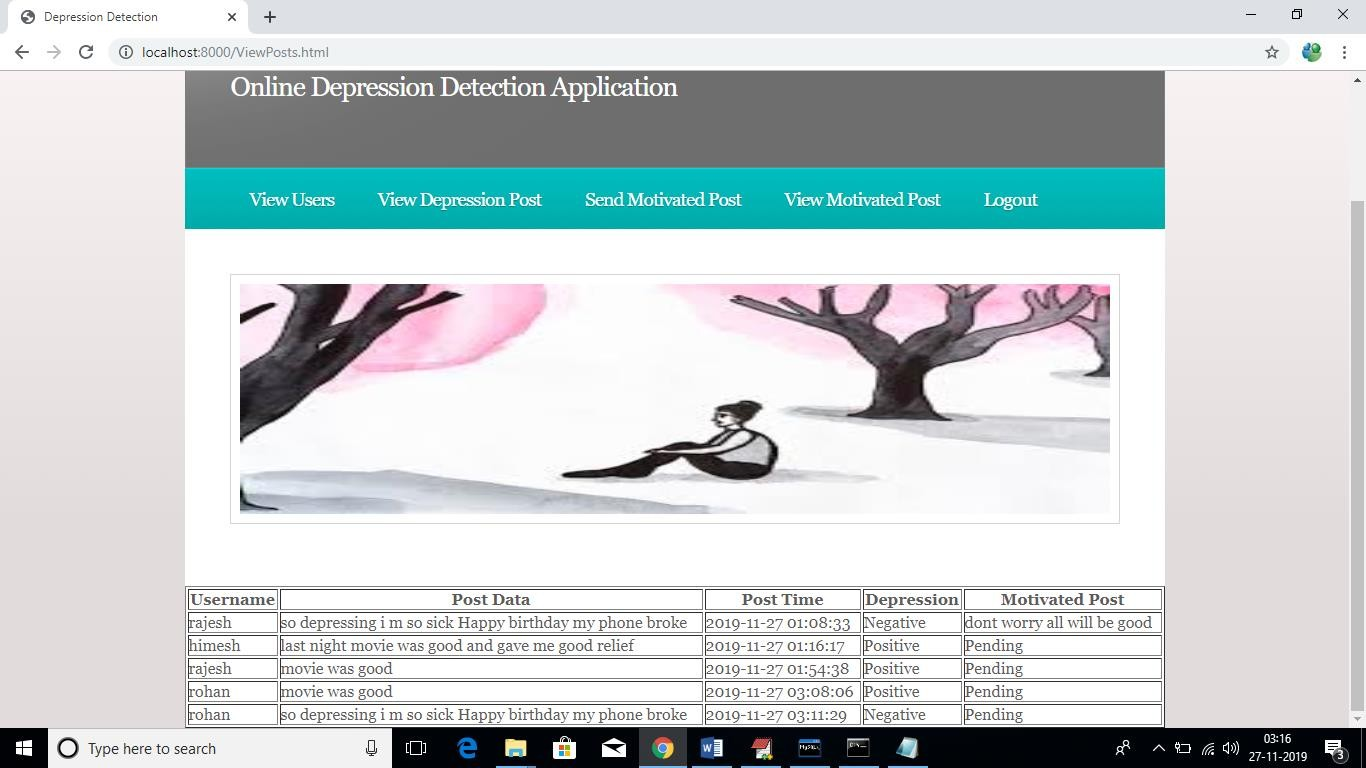 Depression Detection
localhost:8000/ViewPosts.html
Online Depression Detection Application
View Users View Depression Post Send Motivated Post View Motivated Post Logout
Username Post Data Post Time Depression Motivated Post
rajesh so depressing i m so sick Happy birthday my phone broke 2019-11-27 01:08:33 Negative dont worry all will be good
himesh last night movie was good and gave me good relief 2019-11-27 01:16:17 Positive Pending
rajesh movie was good 2019-11-27 01:54:38 Positive Pending
rohan movie was good 2019-11-27 03:08:06 Positive Pending
rohan so depressing i m so sick Happy birthday my phone broke 2019-11-27 03:11:29 Negative Pending
Type here to search
03:16
27-11-2019
3